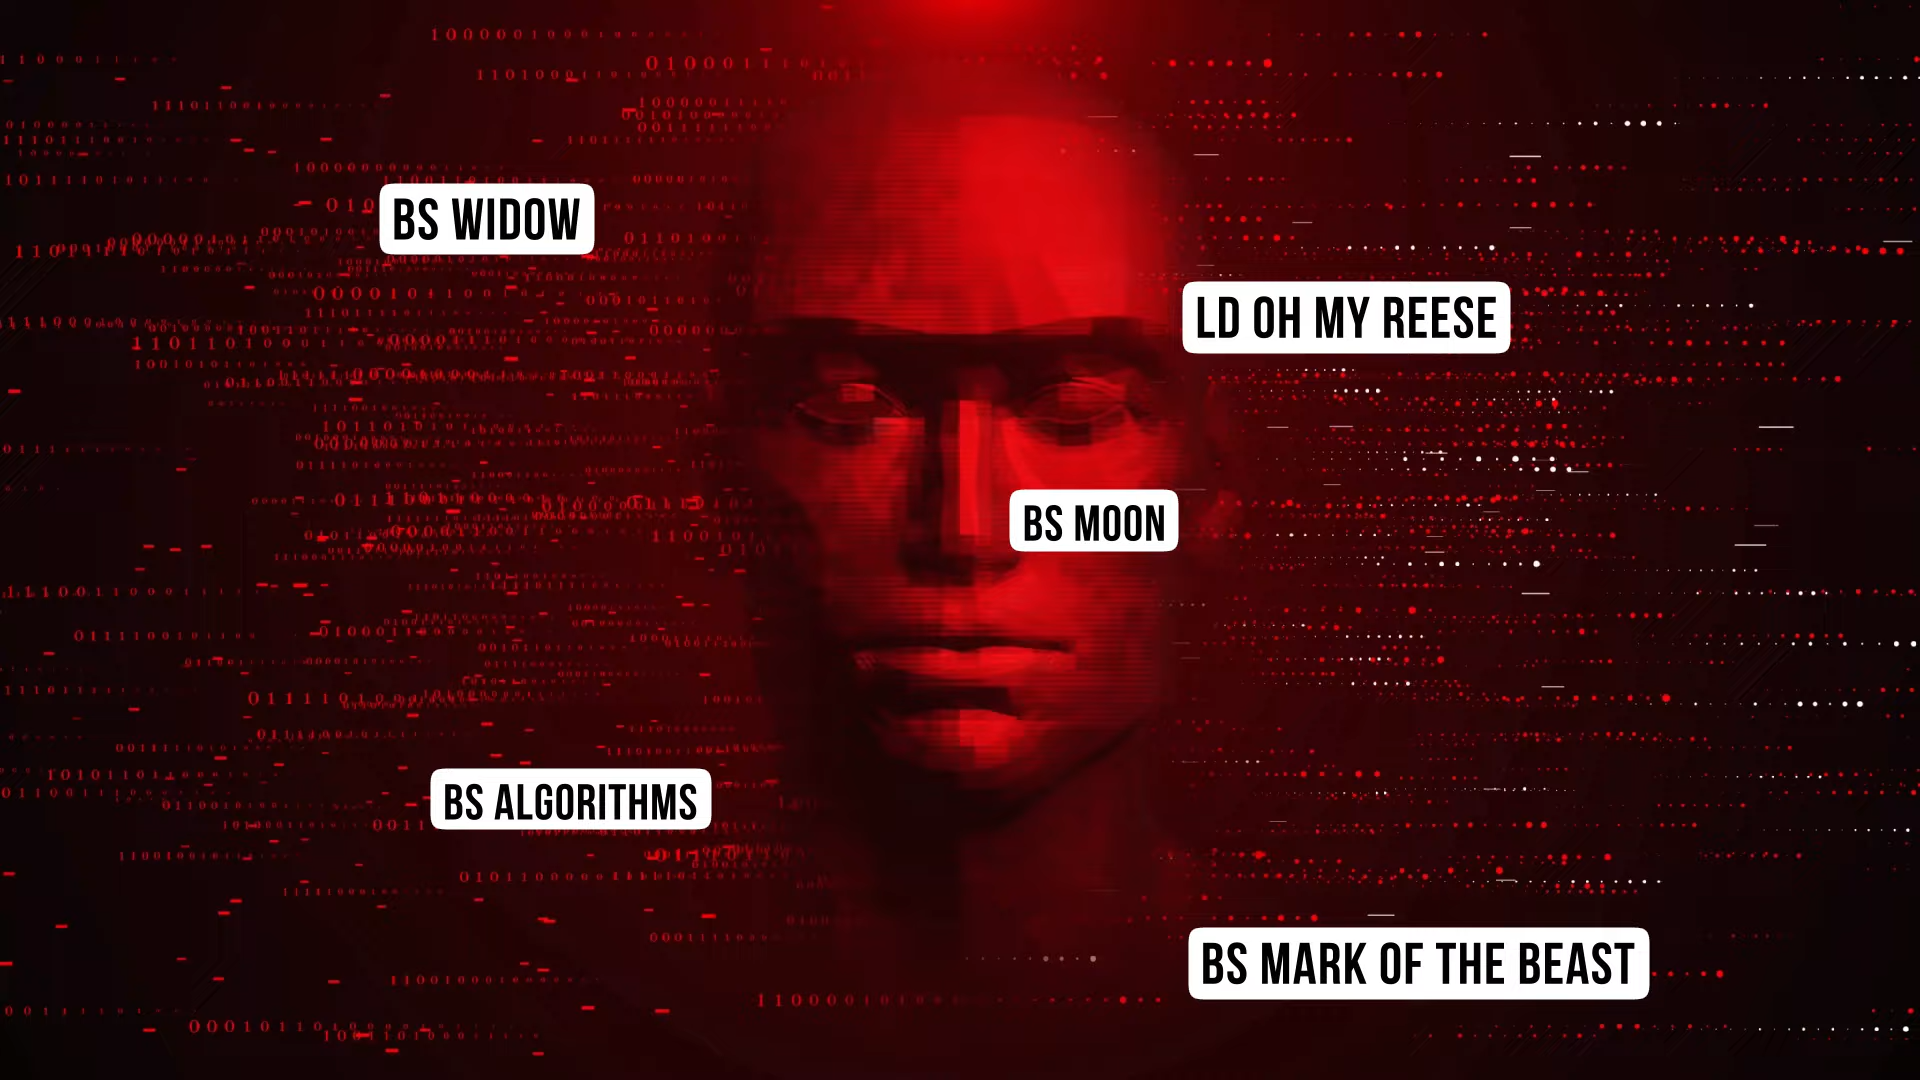 BS WIDOW
LD OH MY REESE
BS MOON
BS ALGORITHMS
BS MARK OF THE BEAST